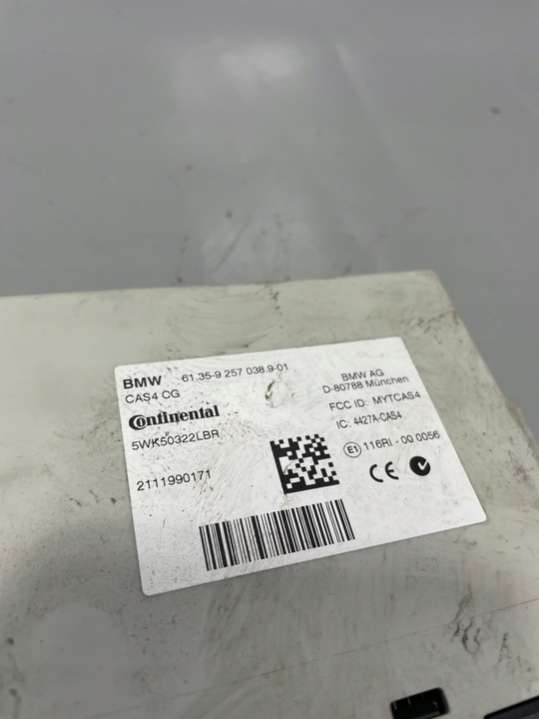 BMW 61.35-9 257 038.9-01
CAS4 CG
Continental
5WK50322LBR
2111990171
BMW AG
D-80788 München
FCC ID: MYTCAS4
IC: 4427A-CAS4
E1 116RI - 00 0056
CE